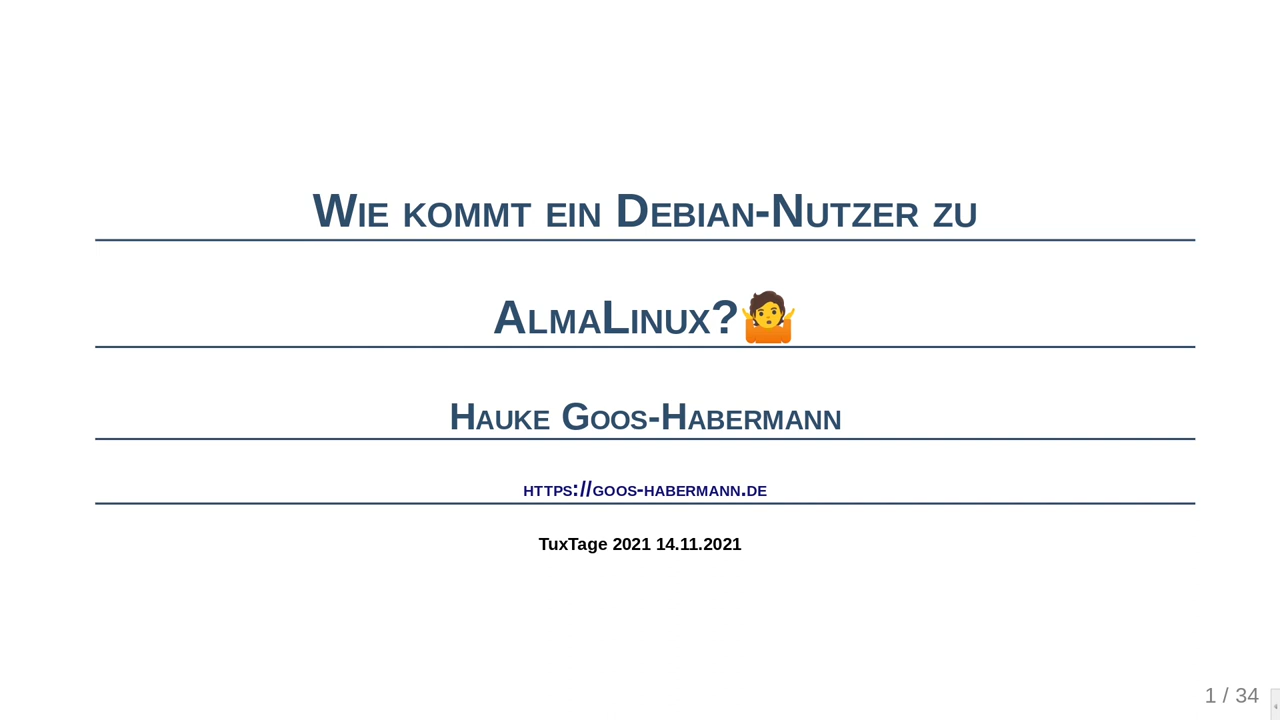 Wie kommt ein Debian-Nutzer zu
AlmaLinux?🤷
Hauke Goos-Habermann
https://goos-habermann.de
TuxTage 2021 14.11.2021
1 / 34